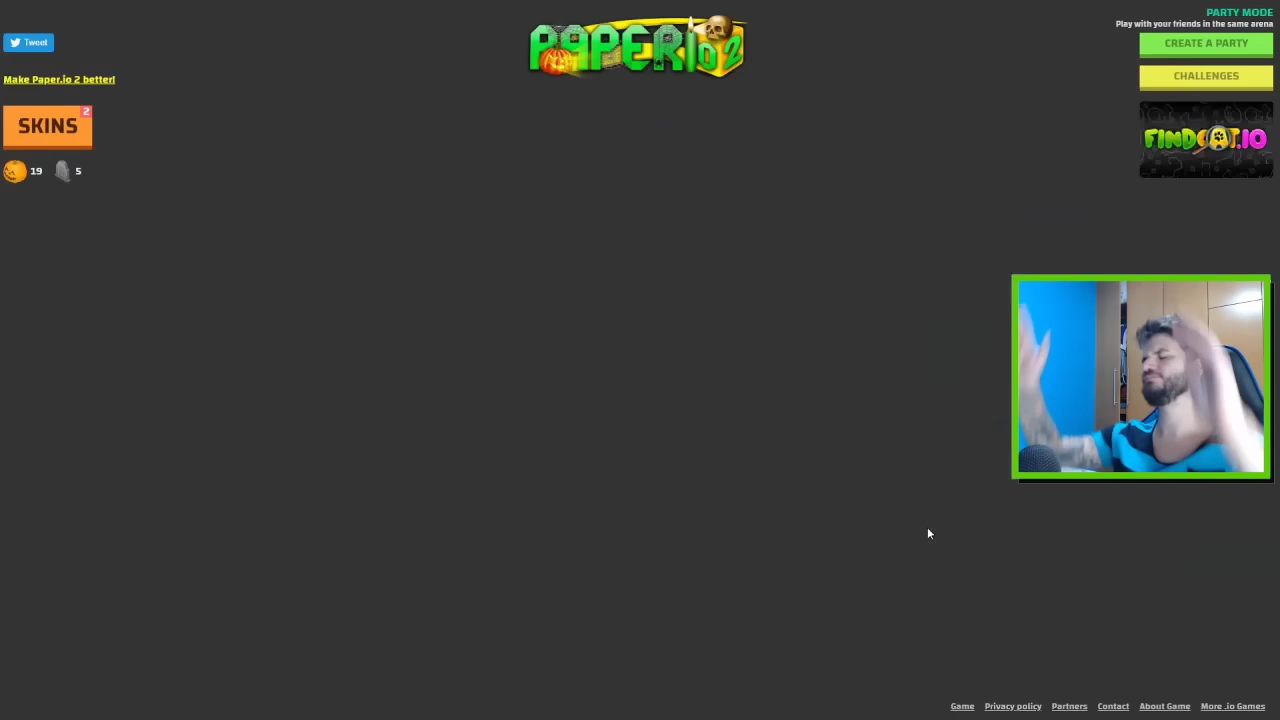 Tweet
Make Paper.io 2 better!
SKINS
2
19
5
PAPER io 2
PARTY MODE
Play with your friends in the same arena
CREATE A PARTY
CHALLENGES
FINDCAT.IO
Game
Privacy policy
Partners
Contact
About Game
More .io Games